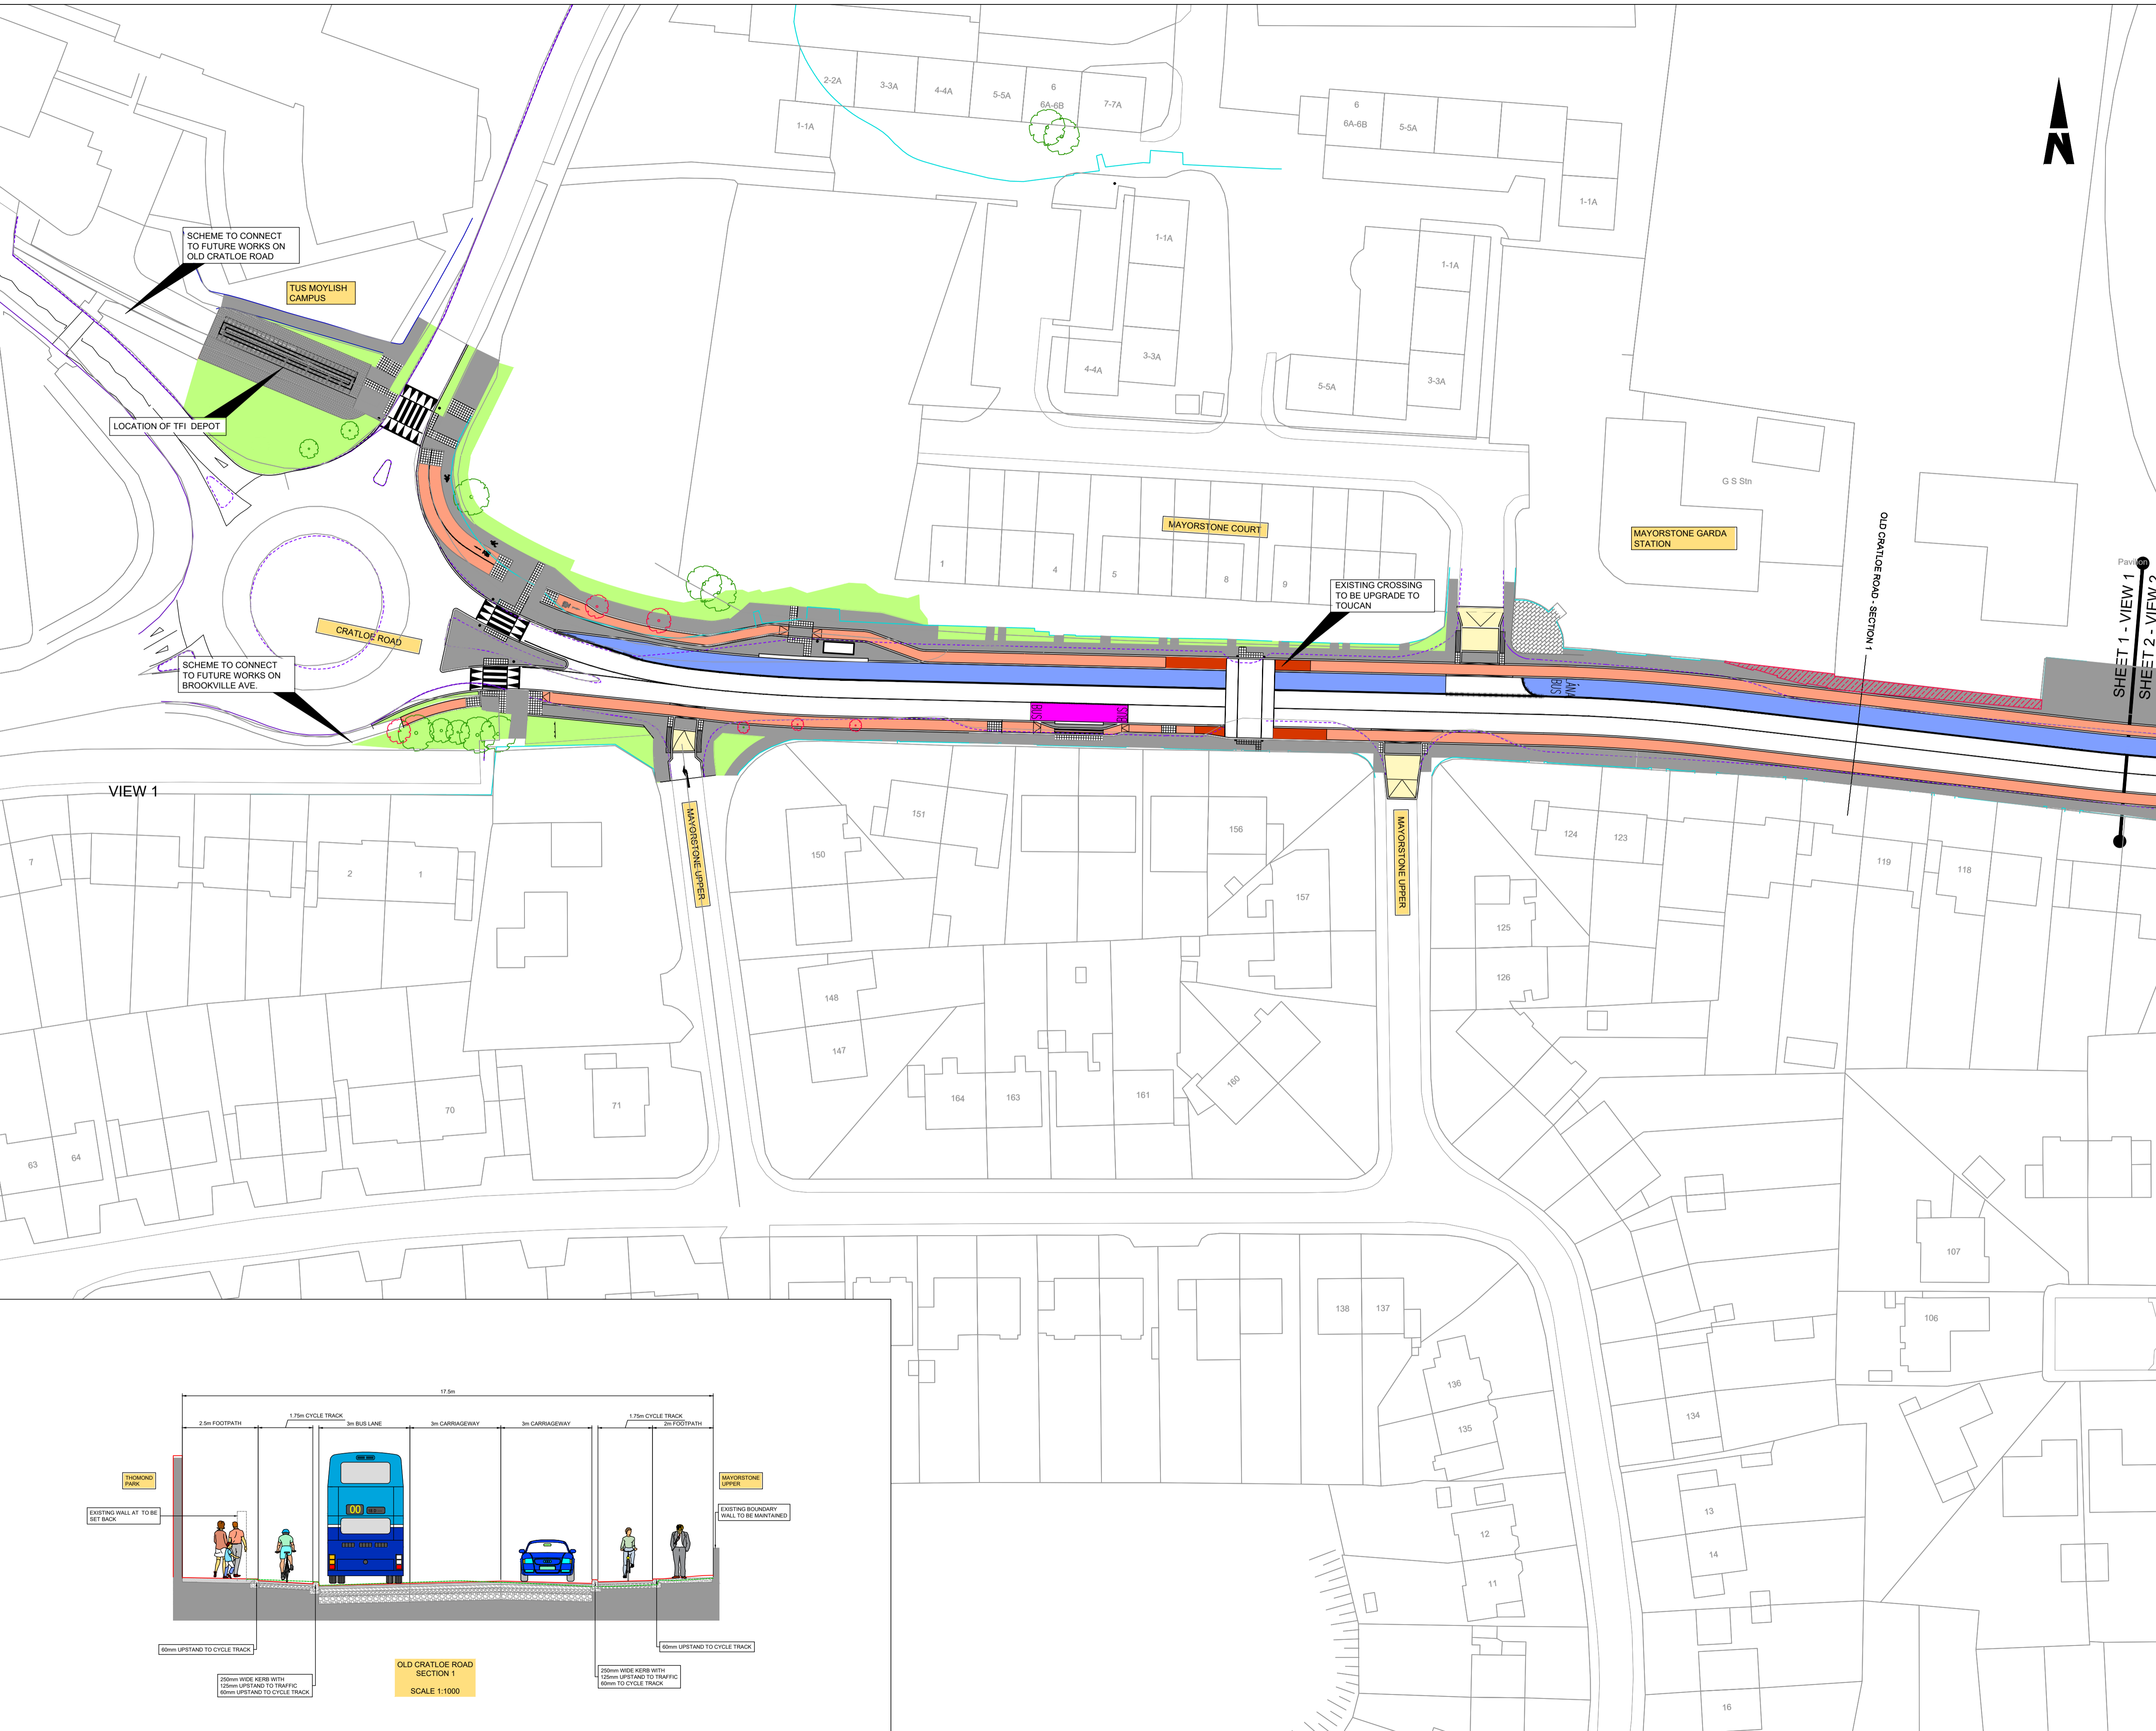 2-2A
3-3A
4-4A
5-5A
6
6A-6B
7-7A
1-1A
6
6A-6B
5-5A
1-1A
N
SCHEME TO CONNECT
TO FUTURE WORKS ON
OLD CRATLOE ROAD
TUS MOYLISH
CAMPUS
1-1A
3-3A
4-4A
1-1A
3-3A
5-5A
LOCATION OF TFI DEPOT
G S Stn
MAYORSTONE COURT
MAYORSTONE GARDA
STATION
OLD CRATLOE ROAD - SECTION 1
Pavilion
SHEET 1 - VIEW 1
SHEET 2 - VIEW 2
1
4
5
8
9
EXISTING CROSSING
TO BE UPGRADE TO
TOUCAN
CRATLOE ROAD
SCHEME TO CONNECT
TO FUTURE WORKS ON
BROOKVILLE AVE.
BUS
LANA
BUS
STOP
VIEW 1
MAYORSTONE UPPER
MAYORSTONE UPPER
7
2
1
150
151
156
157
124
123
119
118
125
126
148
147
164
163
161
160
63
64
70
71
107
106
138
137
136
135
134
12
11
13
14
16
17.5m
2.5m FOOTPATH
1.75m CYCLE TRACK
3m BUS LANE
3m CARRIAGEWAY
3m CARRIAGEWAY
1.75m CYCLE TRACK
2m FOOTPATH
THOMOND
PARK
MAYORSTONE
UPPER
EXISTING WALL AT TO BE
SET BACK
EXISTING BOUNDARY
WALL TO BE MAINTAINED
00
60mm UPSTAND TO CYCLE TRACK
60mm UPSTAND TO CYCLE TRACK
250mm WIDE KERB WITH
125mm UPSTAND TO TRAFFIC
60mm UPSTAND TO CYCLE TRACK
250mm WIDE KERB WITH
125mm UPSTAND TO TRAFFIC
60mm TO CYCLE TRACK
OLD CRATLOE ROAD
SECTION 1
SCALE 1:1000